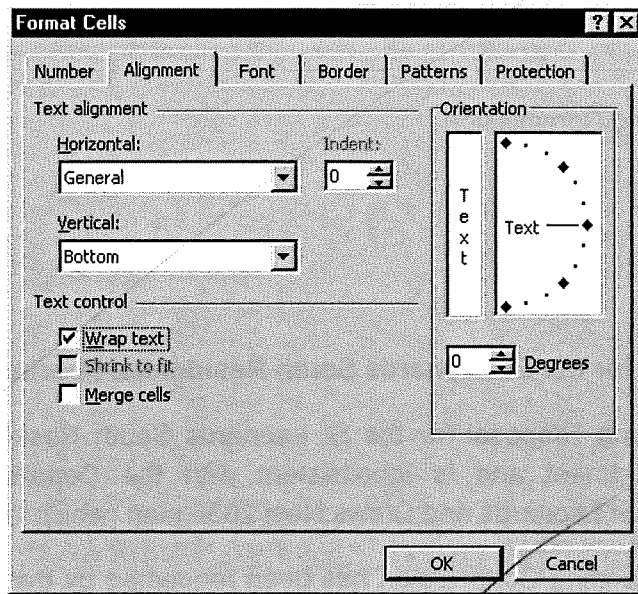 Format Cells
Number Alignment Font Border Patterns Protection
Text alignment
Horizontal:
General
Indent:
0
Vertical:
Bottom
Text control
Wrap text
Shrink to fit
Merge cells
Orientation
Text
Text
0 Degrees
OK Cancel